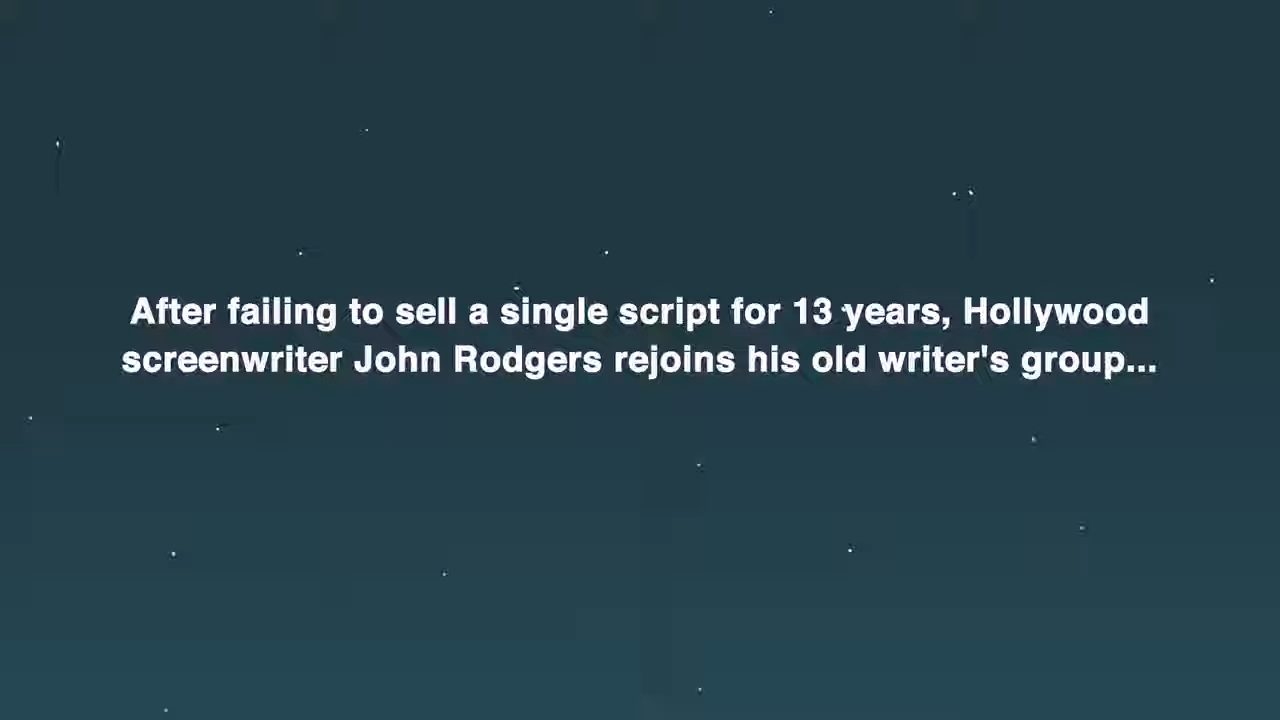 After failing to sell a single script for 13 years, Hollywood
screenwriter John Rodgers rejoins his old writer's group...